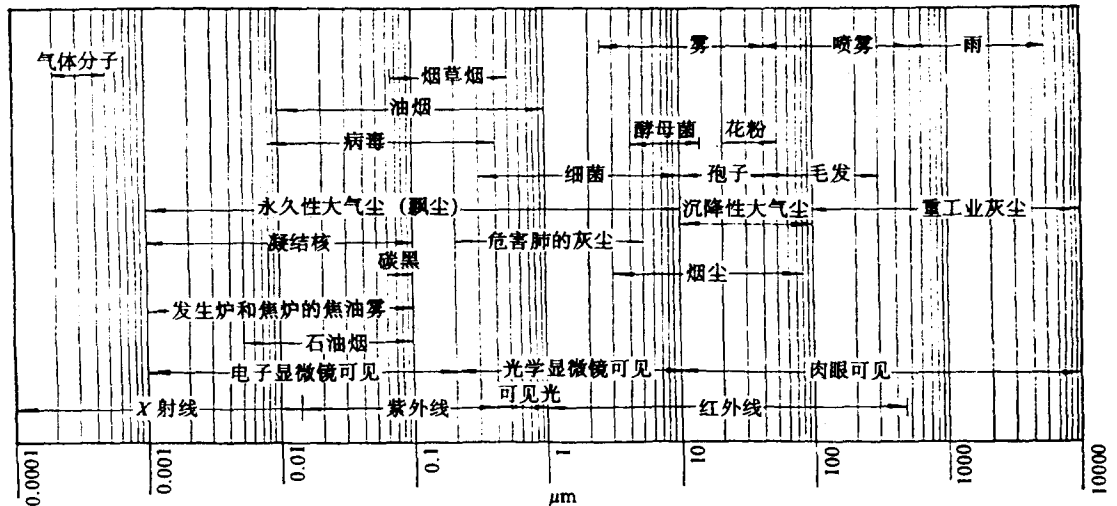 雾 喷雾 雨
气体分子
烟草烟
油烟
酵母菌 花粉
病毒
细菌 孢子 毛发
永久性大气尘（飘尘） 沉降性大气尘 重工业灰尘
凝结核 危害肺的灰尘
碳黑
烟尘
发生炉和焦炉的焦油雾
石油烟
电子显微镜可见 光学显微镜可见 肉眼可见
可见光
X射线 紫外线 红外线
0.0001 0.001 0.01 0.1 1 10 100 1000 10000
μm